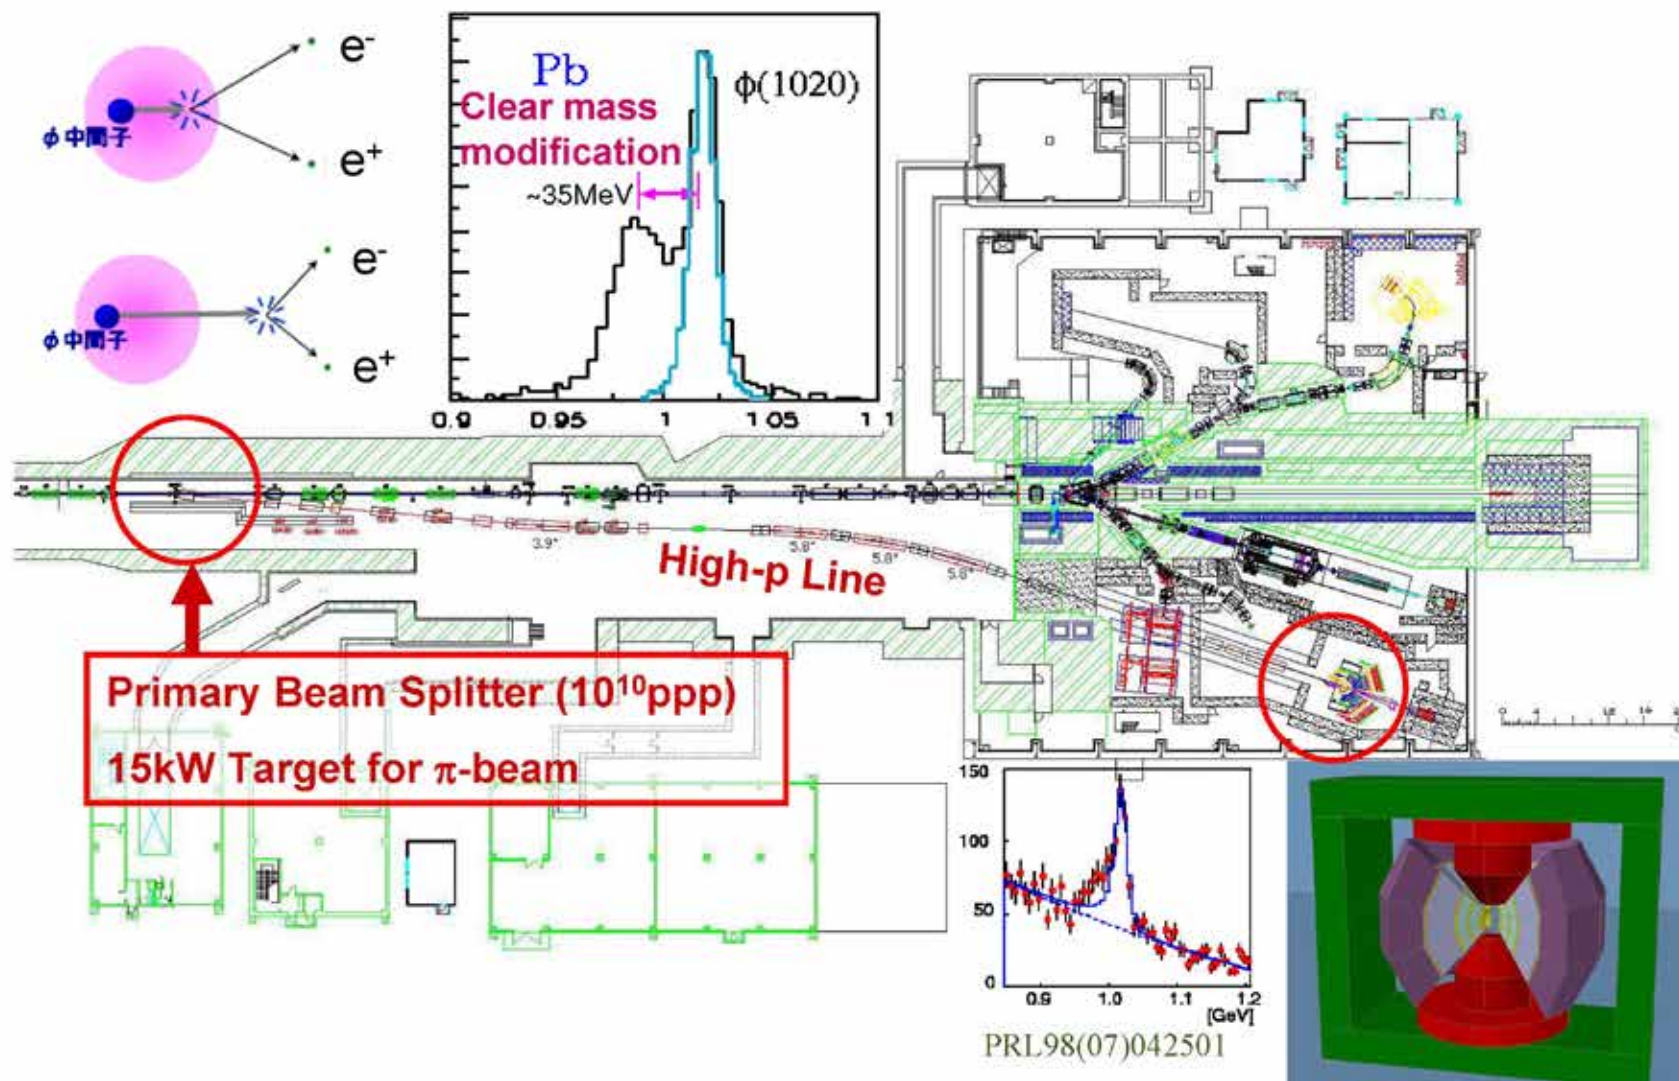 e-
φ中間子
e+
e-
φ中間子
e+
Pb
Clear mass
modification
~35MeV
φ(1020)
0.9 0.95 1 1 05 1 1
3.9°
5.8°
5.8°
5.8°
High-p Line
Primary Beam Splitter (10¹⁰ppp)
15kW Target for π-beam
150
100
50
0
0.9 1.0 1.1 1.2
[GeV]
PRL98(07)042501